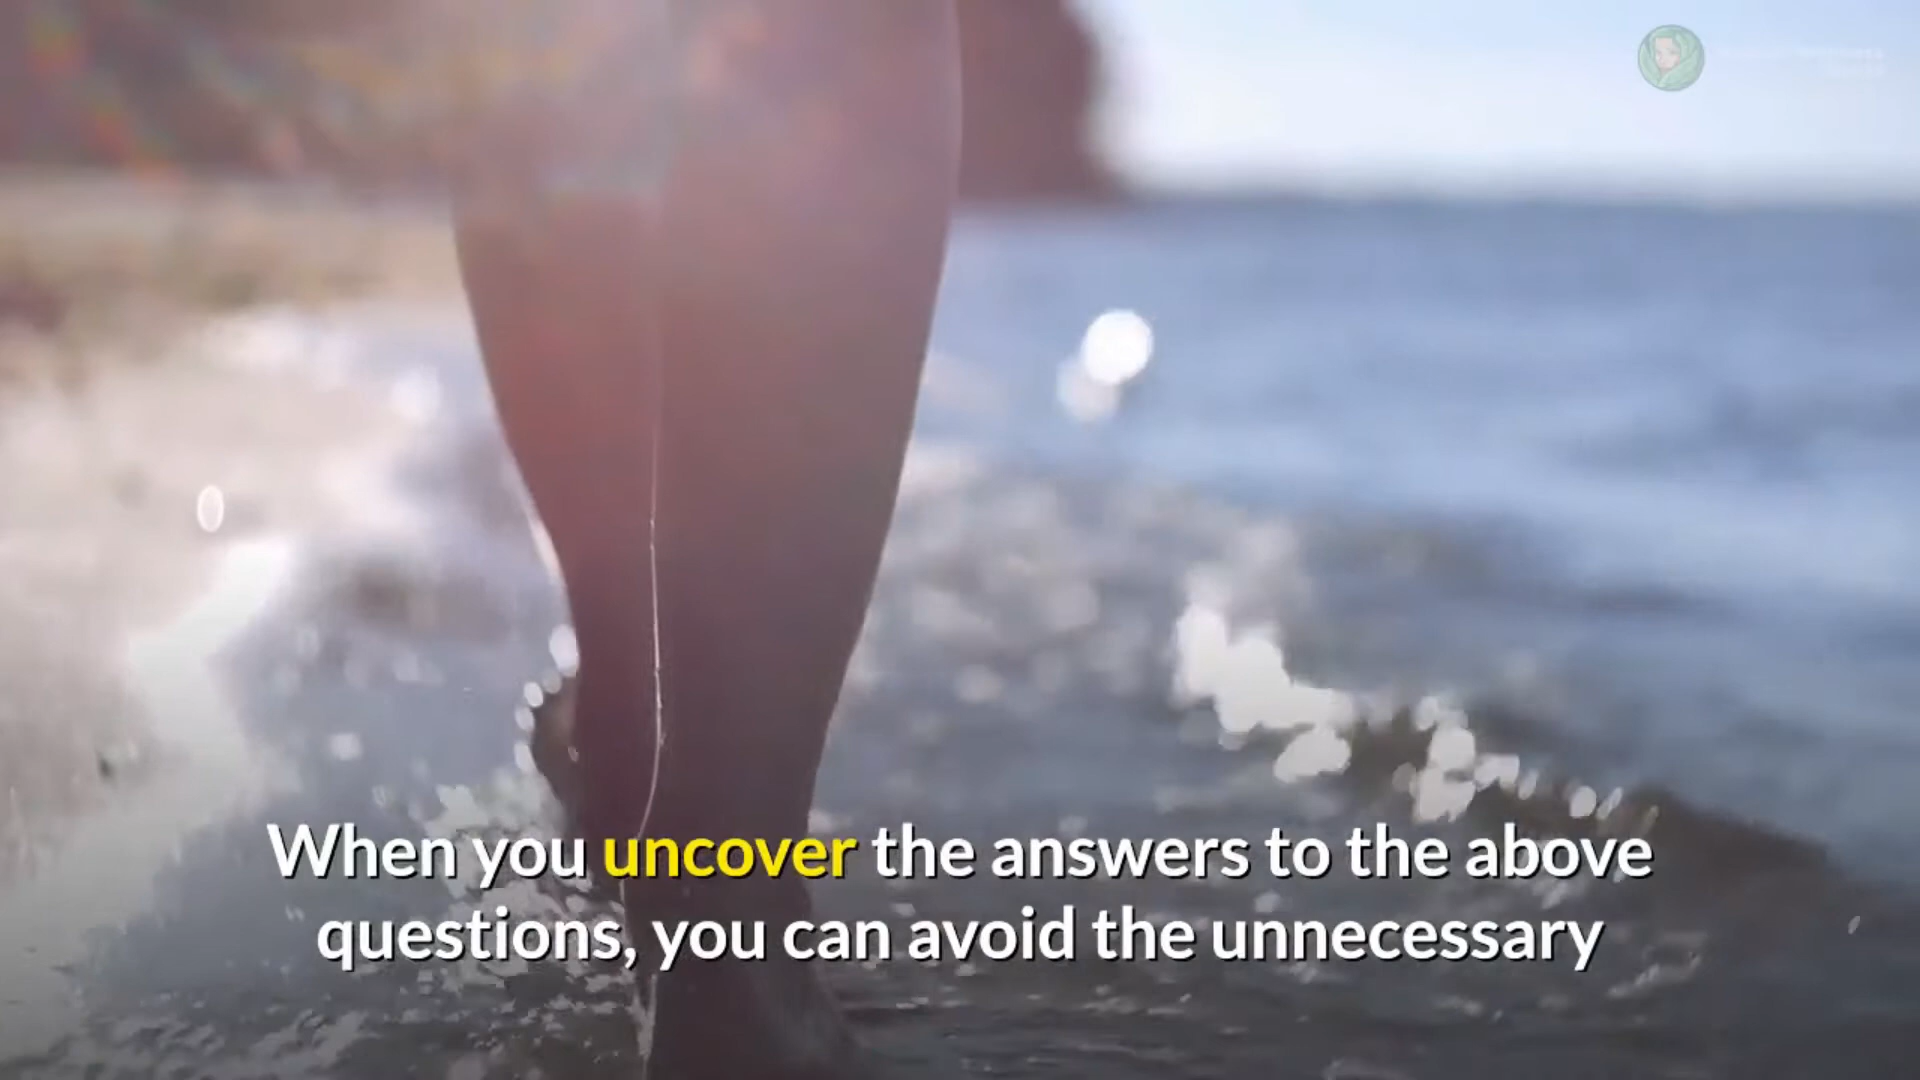 When you uncover the answers to the above
questions, you can avoid the unnecessary